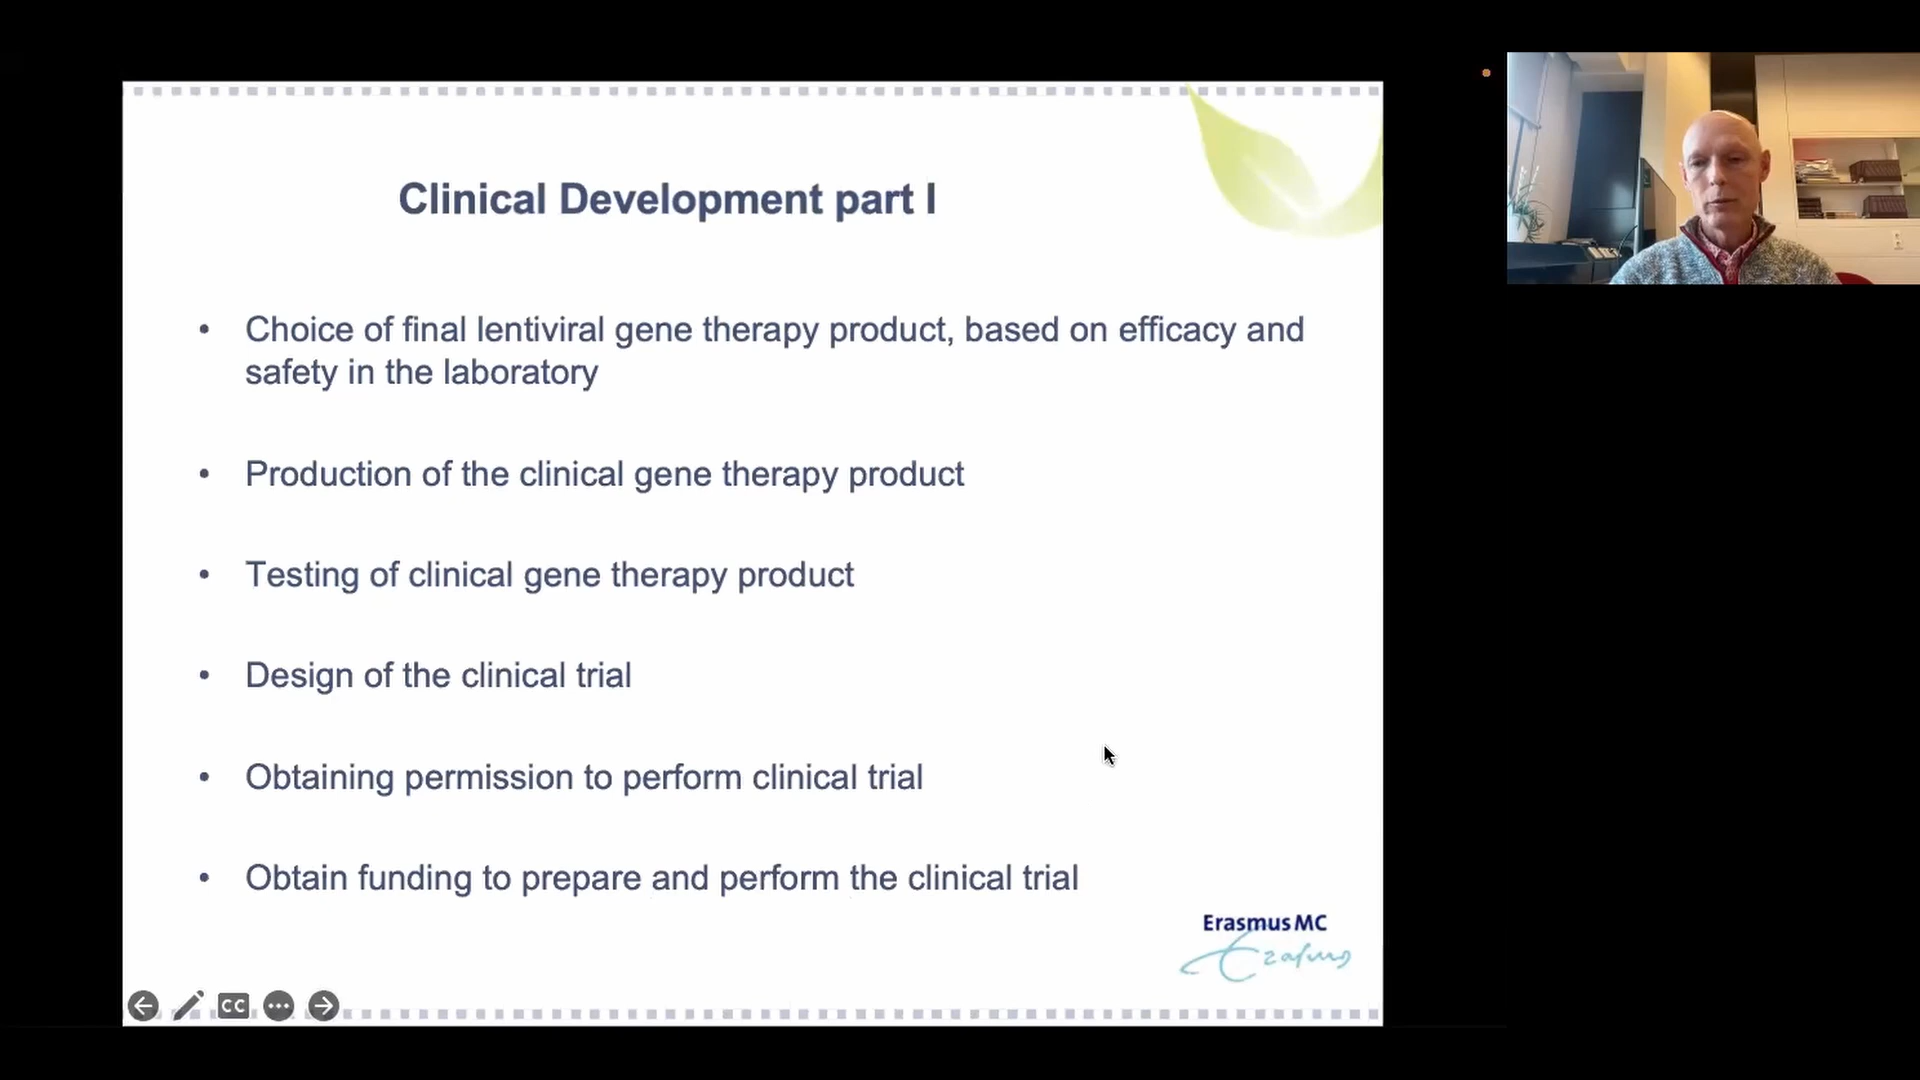 Clinical Development part I
• Choice of final lentiviral gene therapy product, based on efficacy and
safety in the laboratory
• Production of the clinical gene therapy product
• Testing of clinical gene therapy product
• Design of the clinical trial
• Obtaining permission to perform clinical trial
• Obtain funding to prepare and perform the clinical trial
Erasmus MC
Erasmus
CC